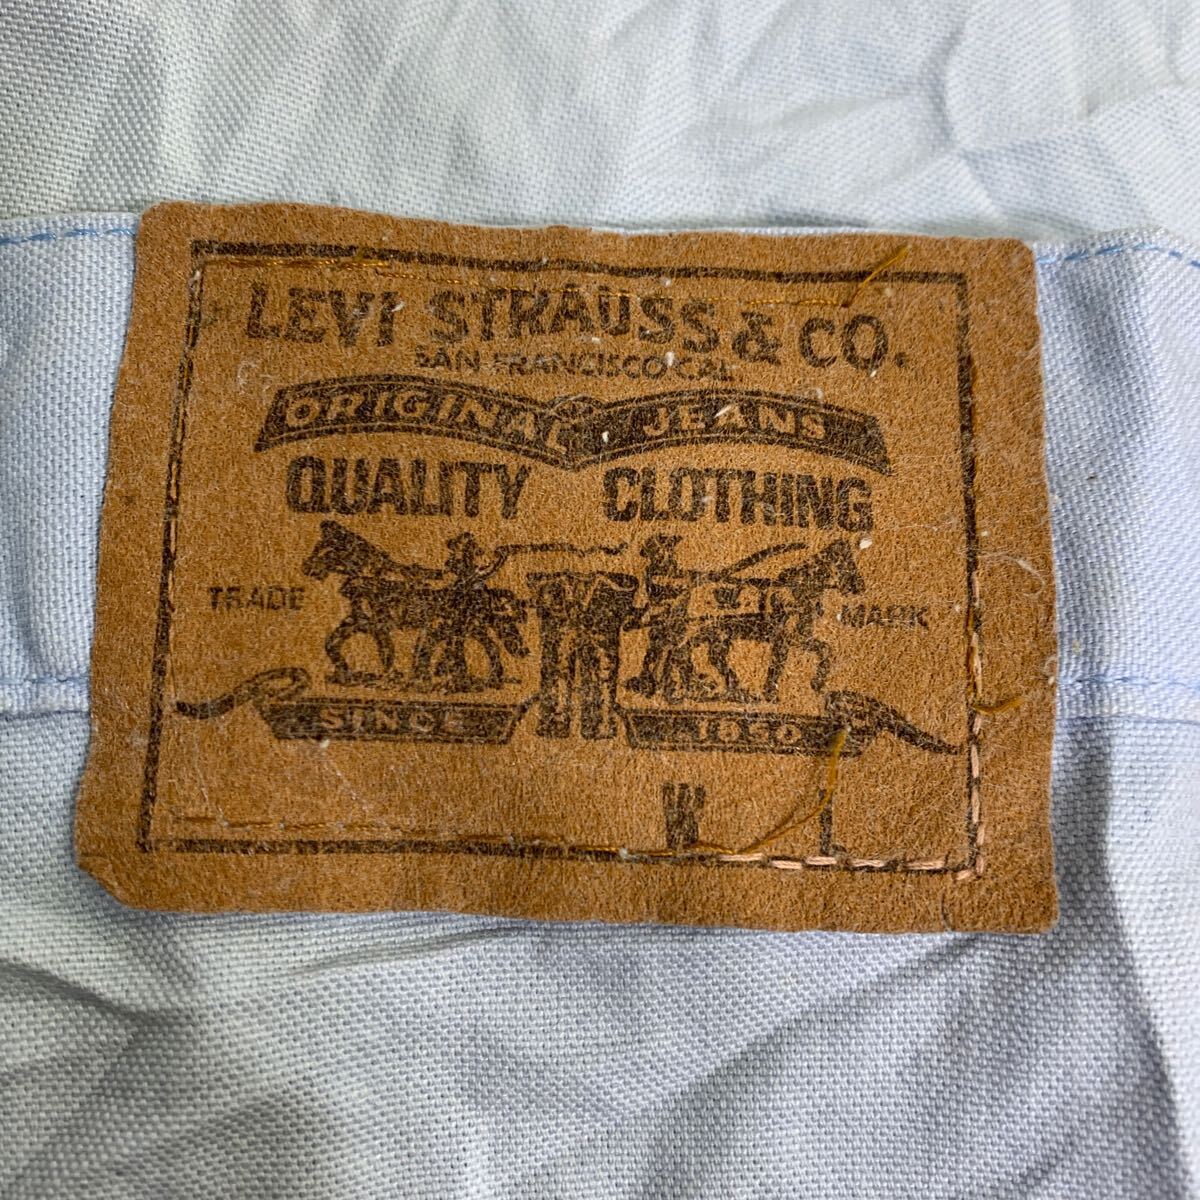 LEVI STRAUSS & CO.
SAN FRANCISCO CAL
ORIGINAL JEANS
QUALITY CLOTHING
TRADE MARK
SINCE 1850
W L